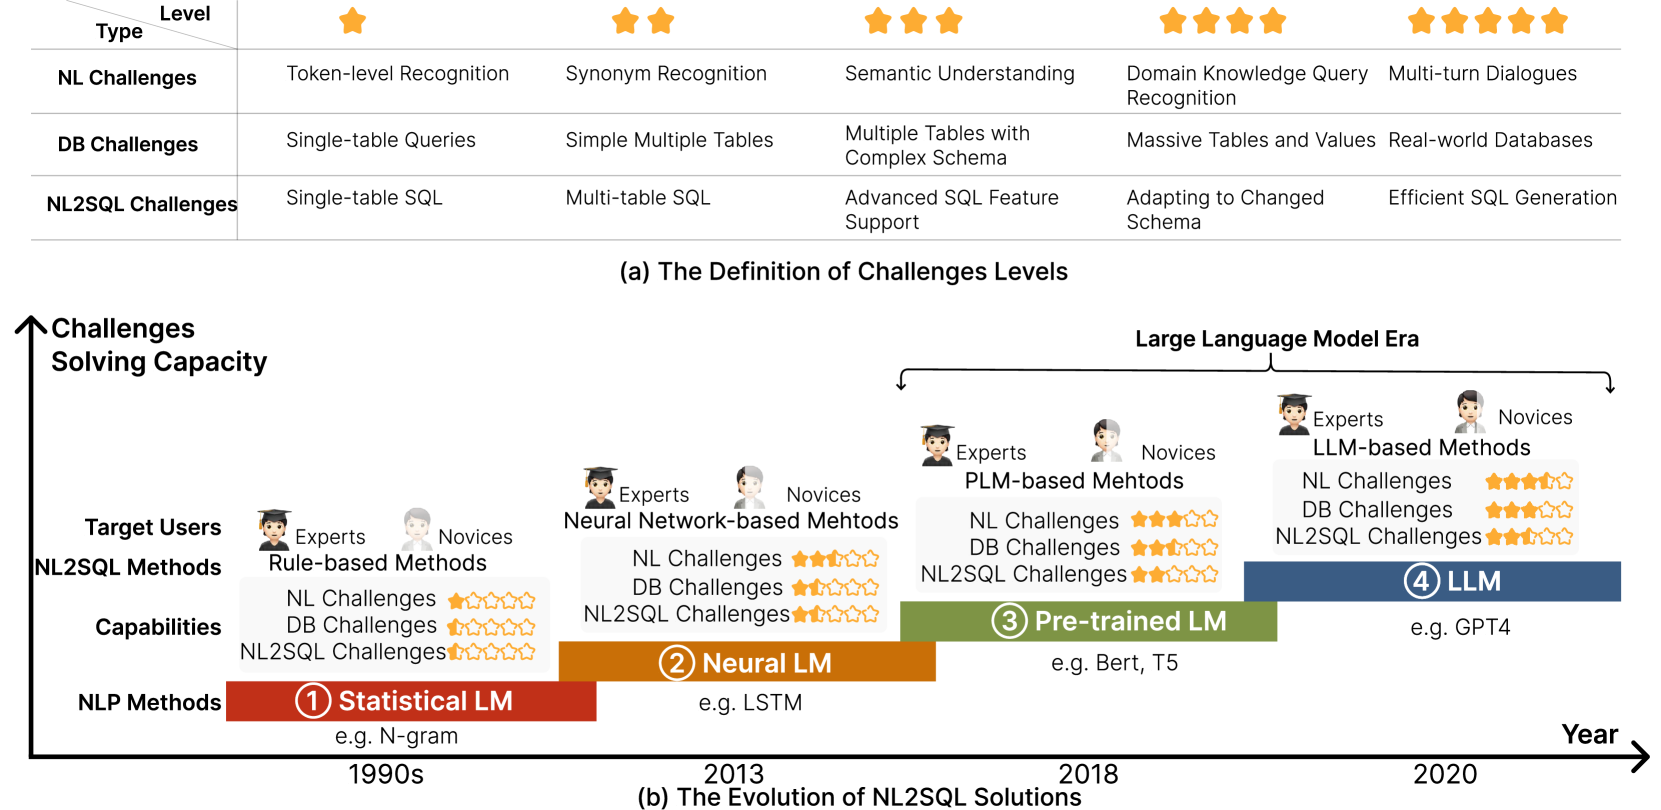 Level
Type
NL Challenges
Token-level Recognition
Synonym Recognition
Semantic Understanding
Domain Knowledge Query
Recognition
Multi-turn Dialogues
DB Challenges
Single-table Queries
Simple Multiple Tables
Multiple Tables with
Complex Schema
Massive Tables and Values
Real-world Databases
NL2SQL Challenges
Single-table SQL
Multi-table SQL
Advanced SQL Feature
Support
Adapting to Changed
Schema
Efficient SQL Generation
(a) The Definition of Challenges Levels
Challenges
Solving Capacity
Large Language Model Era
Target Users
NL2SQL Methods
Capabilities
NLP Methods
Experts
Novices
Rule-based Methods
NL Challenges
DB Challenges
NL2SQL Challenges
1 Statistical LM
e.g. N-gram
Experts
Novices
Neural Network-based Mehtods
NL Challenges
DB Challenges
NL2SQL Challenges
2 Neural LM
e.g. LSTM
Experts
Novices
PLM-based Mehtods
NL Challenges
DB Challenges
NL2SQL Challenges
3 Pre-trained LM
e.g. Bert, T5
Experts
Novices
LLM-based Methods
NL Challenges
DB Challenges
NL2SQL Challenges
4 LLM
e.g. GPT4
Year
1990s
2013
2018
2020
(b) The Evolution of NL2SQL Solutions